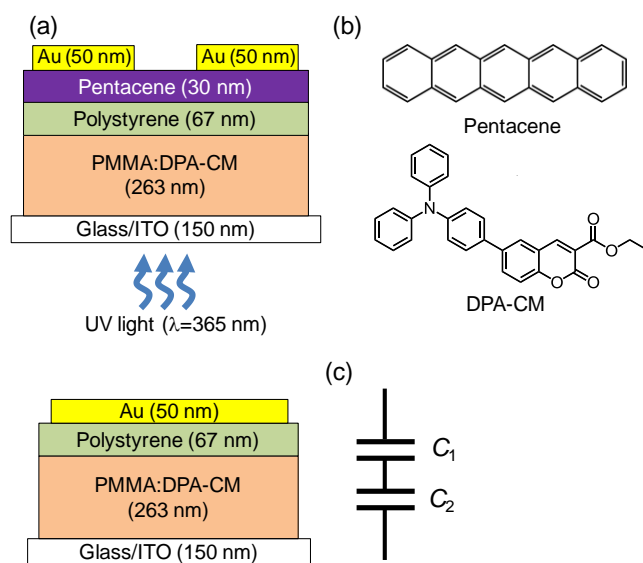 (a)
Au (50 nm) Au (50 nm)
Pentacene (30 nm)
Polystyrene (67 nm)
PMMA:DPA-CM
(263 nm)
Glass/ITO (150 nm)
UV light (λ=365 nm)
(b)
Pentacene
N
O
O
O
O
DPA-CM
Au (50 nm)
Polystyrene (67 nm)
PMMA:DPA-CM
(263 nm)
Glass/ITO (150 nm)
(c)
C1
C2